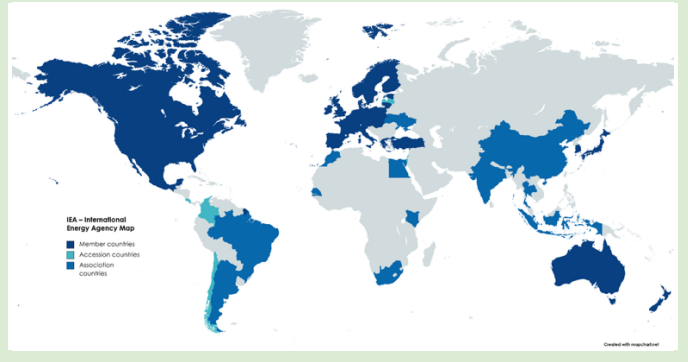 IEA – International
Energy Agency Map
Member countries
Accession countries
Association
countries
Created with mapchart.net